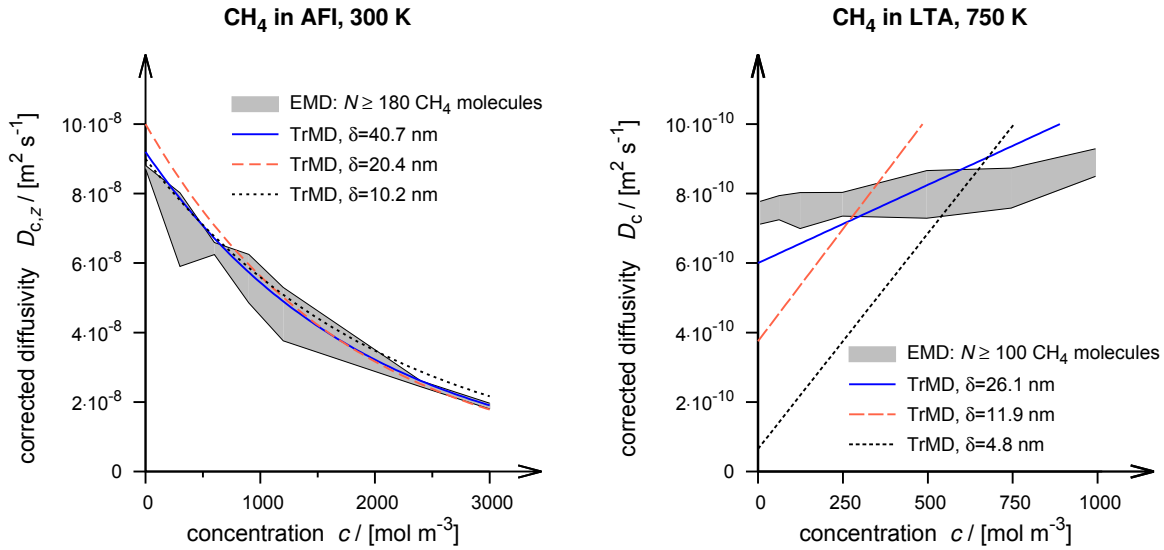 CH₄ in AFI, 300 K
corrected diffusivity D_c,z / [m² s⁻¹]
10·10⁻⁸
8·10⁻⁸
6·10⁻⁸
4·10⁻⁸
2·10⁻⁸
0
EMD: N ≥ 180 CH₄ molecules
TrMD, δ=40.7 nm
TrMD, δ=20.4 nm
TrMD, δ=10.2 nm
0 1000 2000 3000
concentration c / [mol m⁻³]
CH₄ in LTA, 750 K
corrected diffusivity D_c / [m² s⁻¹]
10·10⁻¹⁰
8·10⁻¹⁰
6·10⁻¹⁰
4·10⁻¹⁰
2·10⁻¹⁰
0
EMD: N ≥ 100 CH₄ molecules
TrMD, δ=26.1 nm
TrMD, δ=11.9 nm
TrMD, δ=4.8 nm
0 250 500 750 1000
concentration c / [mol m⁻³]